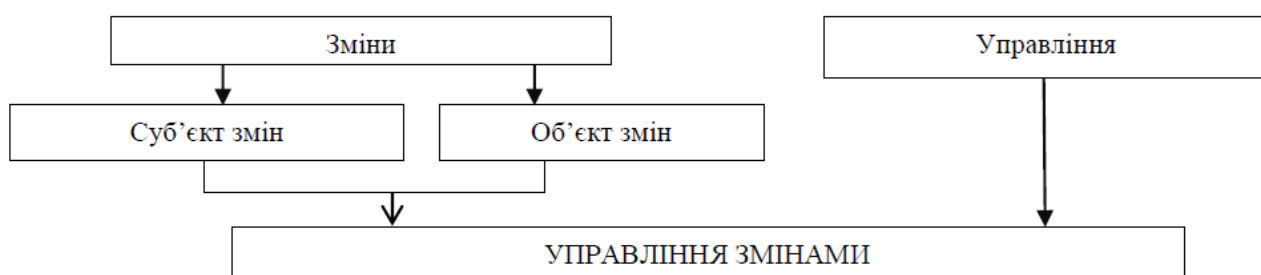 Зміни
Управління
Суб’єкт змін
Об’єкт змін
УПРАВЛІННЯ ЗМІНАМИ